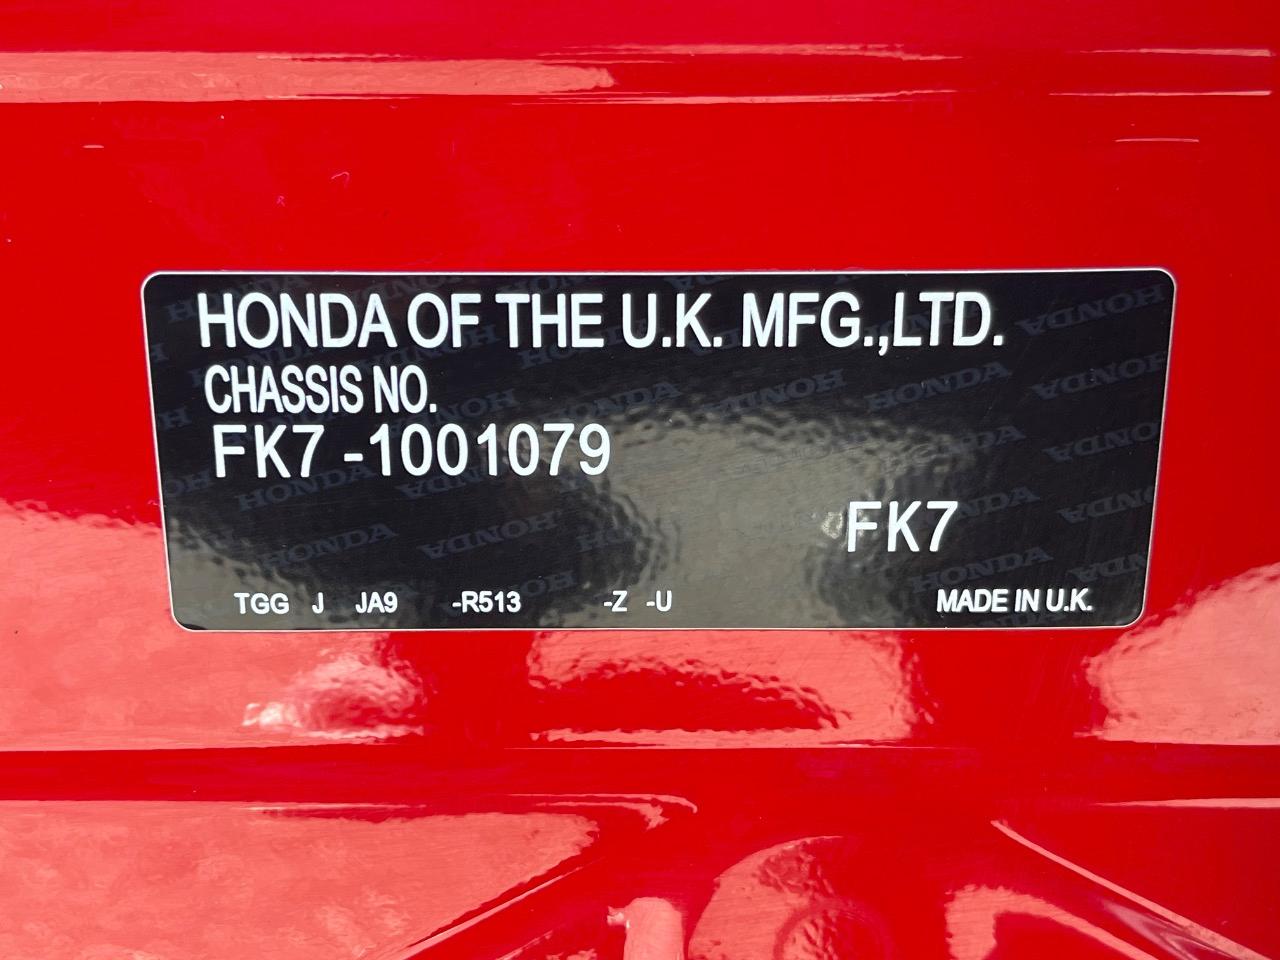 HONDA OF THE U.K. MFG.,LTD.
CHASSIS NO.
FK7 -1001079
FK7
TGG J JA9 -R513 -Z -U MADE IN U.K.